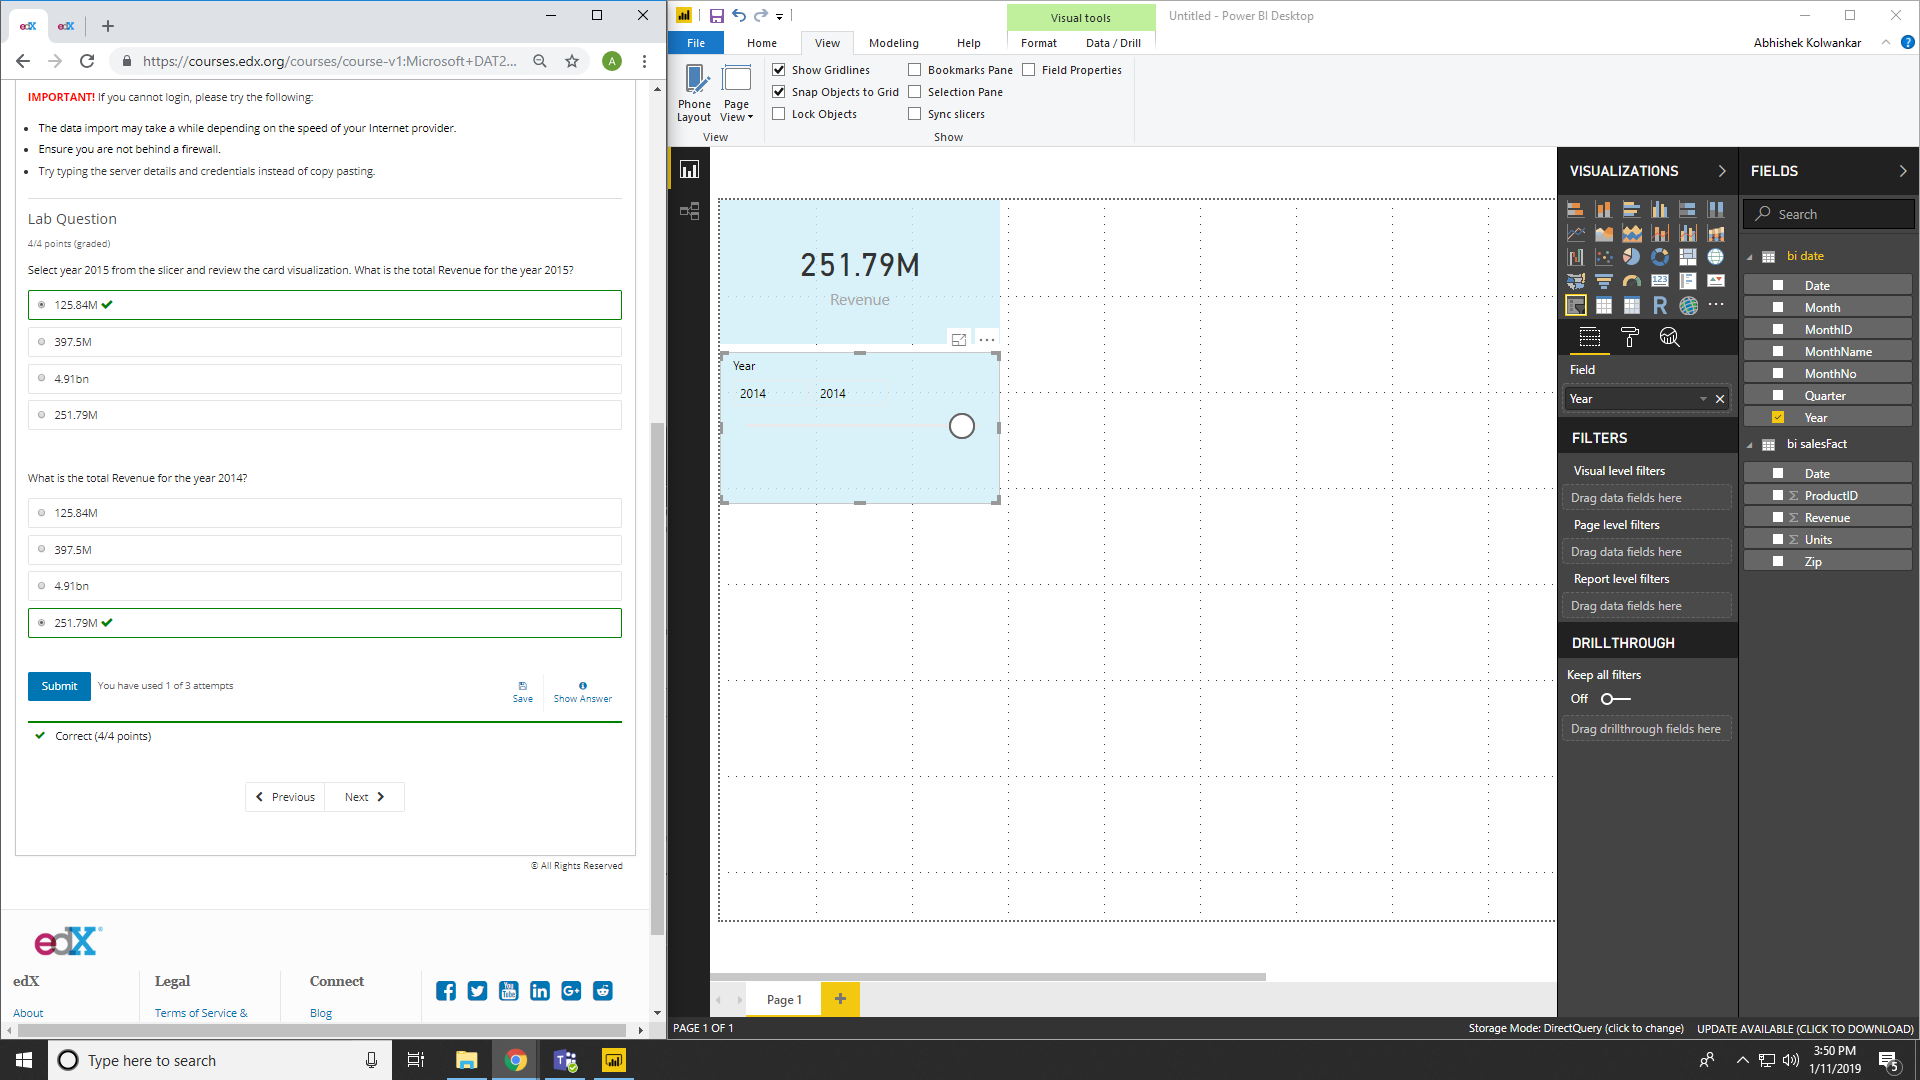 edX
edX
https://courses.edx.org/courses/course-v1:Microsoft+DAT2...
A
IMPORTANT! If you cannot login, please try the following:
The data import may take a while depending on the speed of your Internet provider.
Ensure you are not behind a firewall.
Try typing the server details and credentials instead of copy pasting.
Lab Question
4/4 points (graded)
Select year 2015 from the slicer and review the card visualization. What is the total Revenue for the year 2015?
125.84M
397.5M
4.91bn
251.79M
What is the total Revenue for the year 2014?
125.84M
397.5M
4.91bn
251.79M
Submit
You have used 1 of 3 attempts
Save
Show Answer
Correct (4/4 points)
Previous
Next
© All Rights Reserved
edX
edX
Legal
Connect
About
Terms of Service &
Blog
You Tube
in
G+
Visual tools
Untitled - Power BI Desktop
File
Home
View
Modeling
Help
Format
Data / Drill
Abhishek Kolwankar
?
Phone Layout
Page View
Show Gridlines
Snap Objects to Grid
Lock Objects
Bookmarks Pane
Selection Pane
Sync slicers
Field Properties
View
Show
251.79M
Revenue
Year
2014
2014
VISUALIZATIONS
123
R
Field
Year
FILTERS
Visual level filters
Drag data fields here
Page level filters
Drag data fields here
Report level filters
Drag data fields here
DRILLTHROUGH
Keep all filters
Off
Drag drillthrough fields here
FIELDS
Search
bi date
Date
Month
MonthID
MonthName
MonthNo
Quarter
Year
bi salesFact
Date
Σ ProductID
Σ Revenue
Σ Units
Zip
Page 1
+
PAGE 1 OF 1
Storage Mode: DirectQuery (click to change)
UPDATE AVAILABLE (CLICK TO DOWNLOAD)
Type here to search
3:50 PM
1/11/2019
5